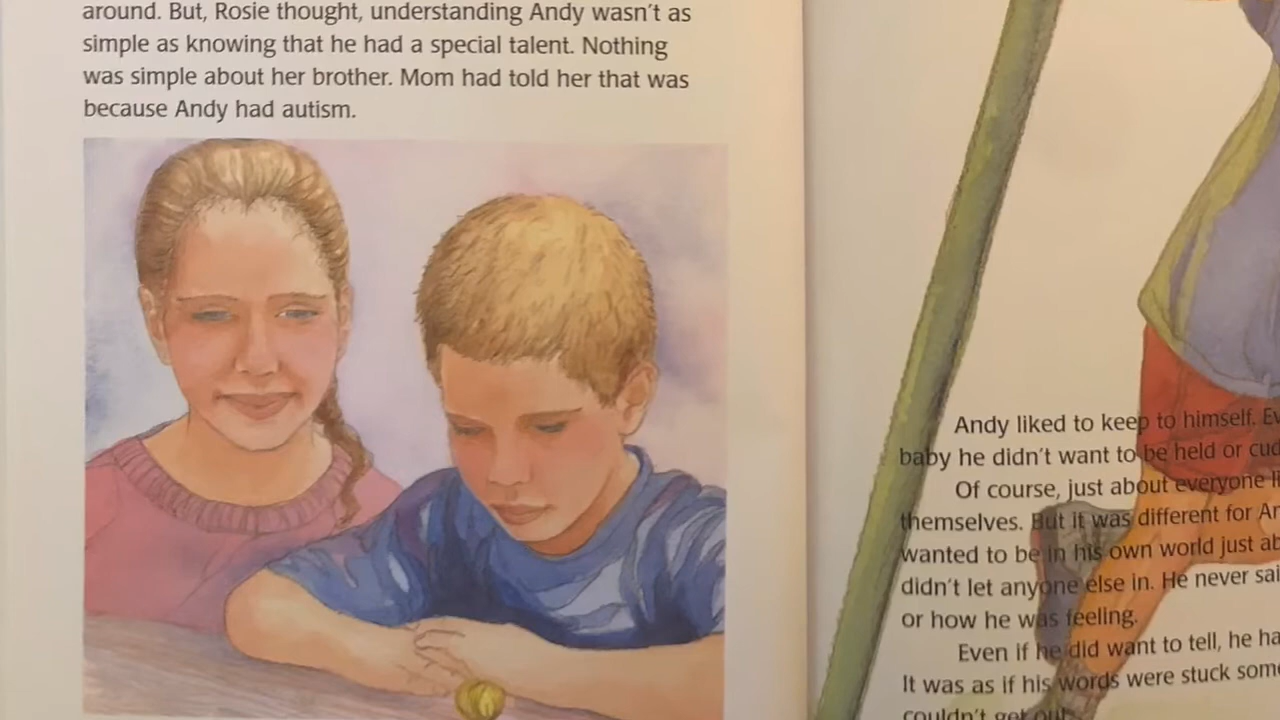 around. But, Rosie thought, understanding Andy wasn't as
simple as knowing that he had a special talent. Nothing
was simple about her brother. Mom had told her that was
because Andy had autism.
Andy liked to keep to himself.
baby he didn't want to be held or
Of course, just about everyone
themselves. But it was different for
wanted to be in his own world just
didn't let anyone else in. He never
or how he was feeling.
Even if he did want to tell, he
It was as if his words were stuck
couldn't get out